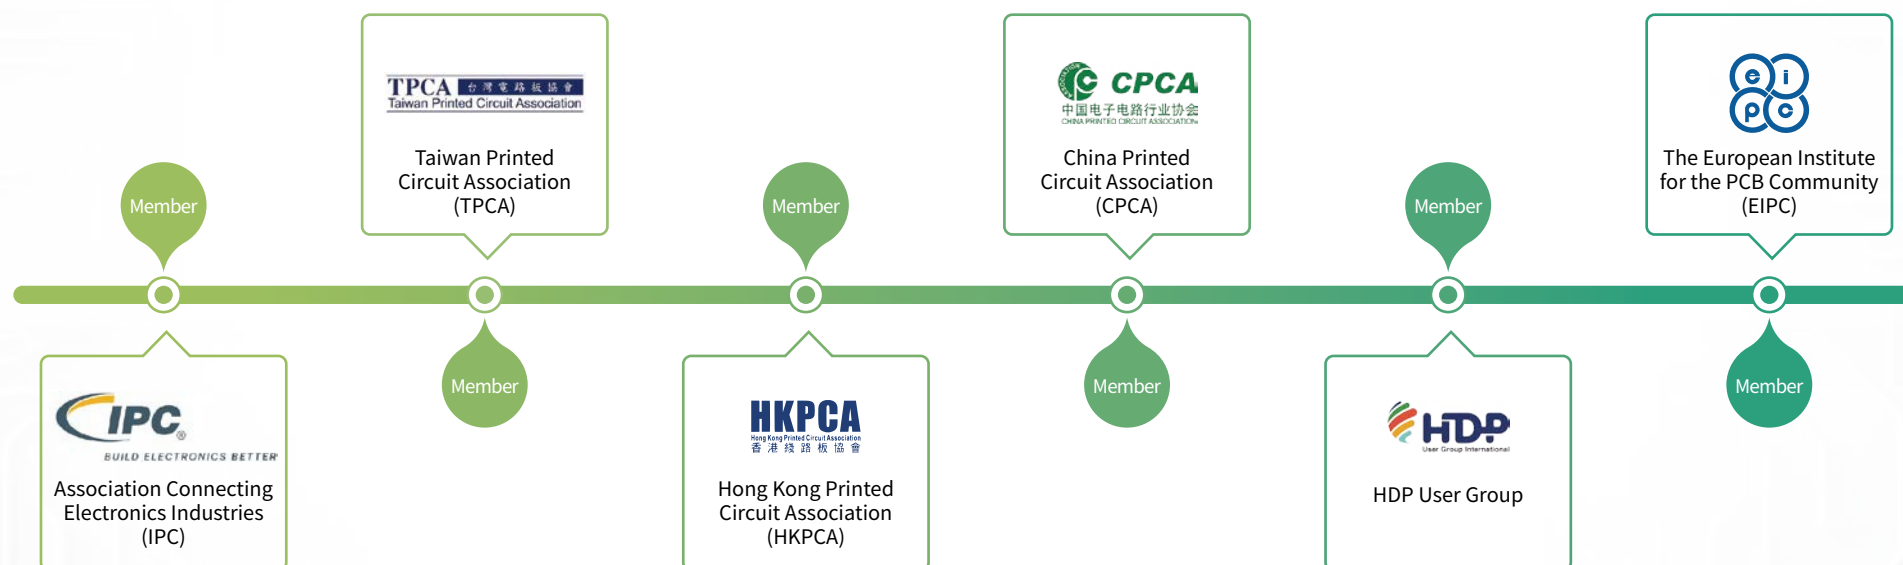 Member
IPC®
BUILD ELECTRONICS BETTER
Association Connecting
Electronics Industries
(IPC)
TPCA 台灣電路板協會
Taiwan Printed Circuit Association
Taiwan Printed
Circuit Association
(TPCA)
Member
Member
HKPCA
Hong Kong Printed Circuit Association
香港綫路板協會
Hong Kong Printed
Circuit Association
(HKPCA)
CPCA
中国电子电路行业协会
CHINA PRINTED CIRCUIT ASSOCIATION
China Printed
Circuit Association
(CPCA)
Member
Member
HDP
User Group International
HDP User Group
e i
p c
The European Institute
for the PCB Community
(EIPC)
Member